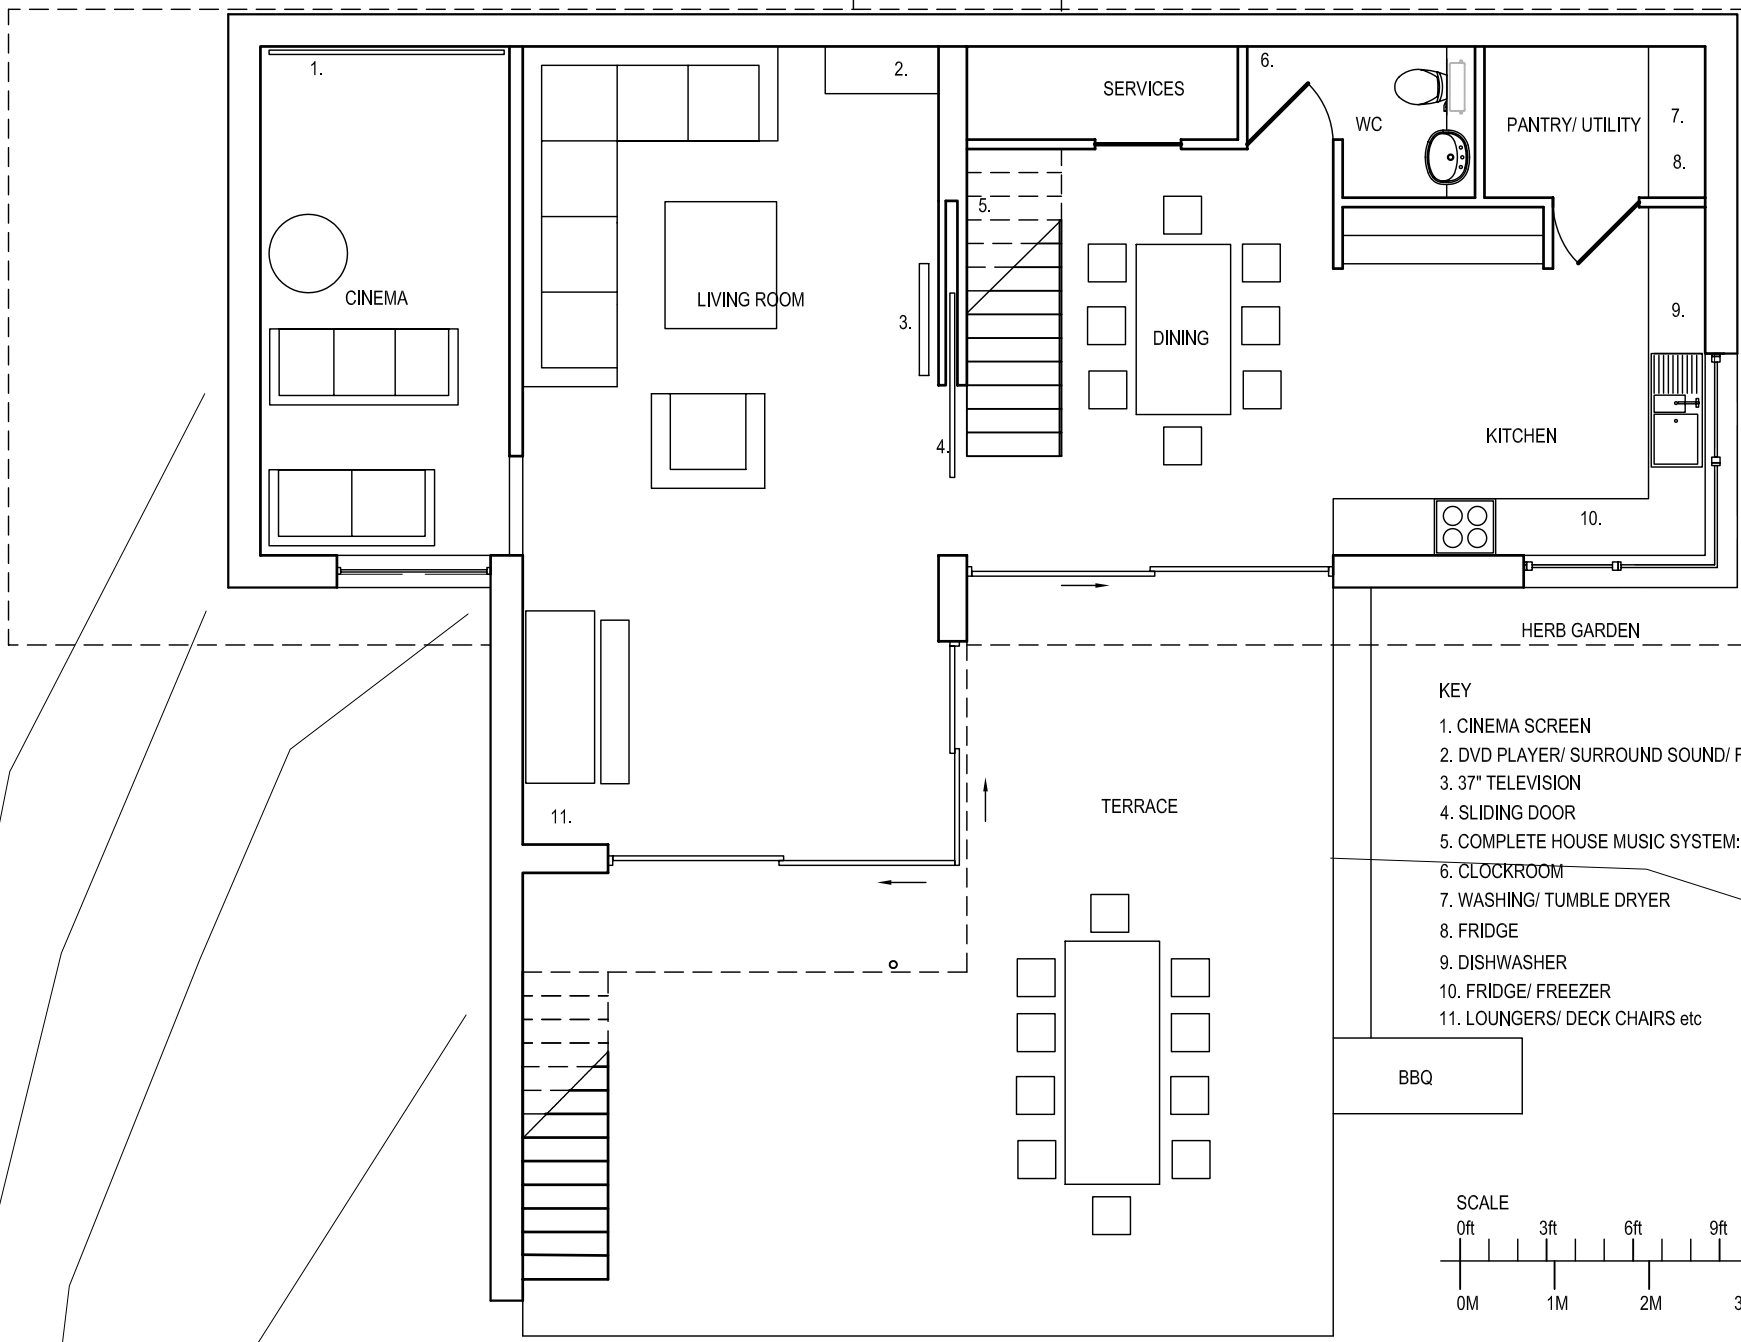 1.
2.
SERVICES
6.
WC
PANTRY/ UTILITY
7.
8.
5.
CINEMA
LIVING ROOM
3.
DINING
9.
4.
KITCHEN
10.
HERB GARDEN
11.
TERRACE
BBQ
KEY
1. CINEMA SCREEN
2. DVD PLAYER/ SURROUND SOUND/
3. 37" TELEVISION
4. SLIDING DOOR
5. COMPLETE HOUSE MUSIC SYSTEM:
6. CLOCKROOM
7. WASHING/ TUMBLE DRYER
8. FRIDGE
9. DISHWASHER
10. FRIDGE/ FREEZER
11. LOUNGERS/ DECK CHAIRS etc
SCALE
0ft 3ft 6ft 9ft
0M 1M 2M 3